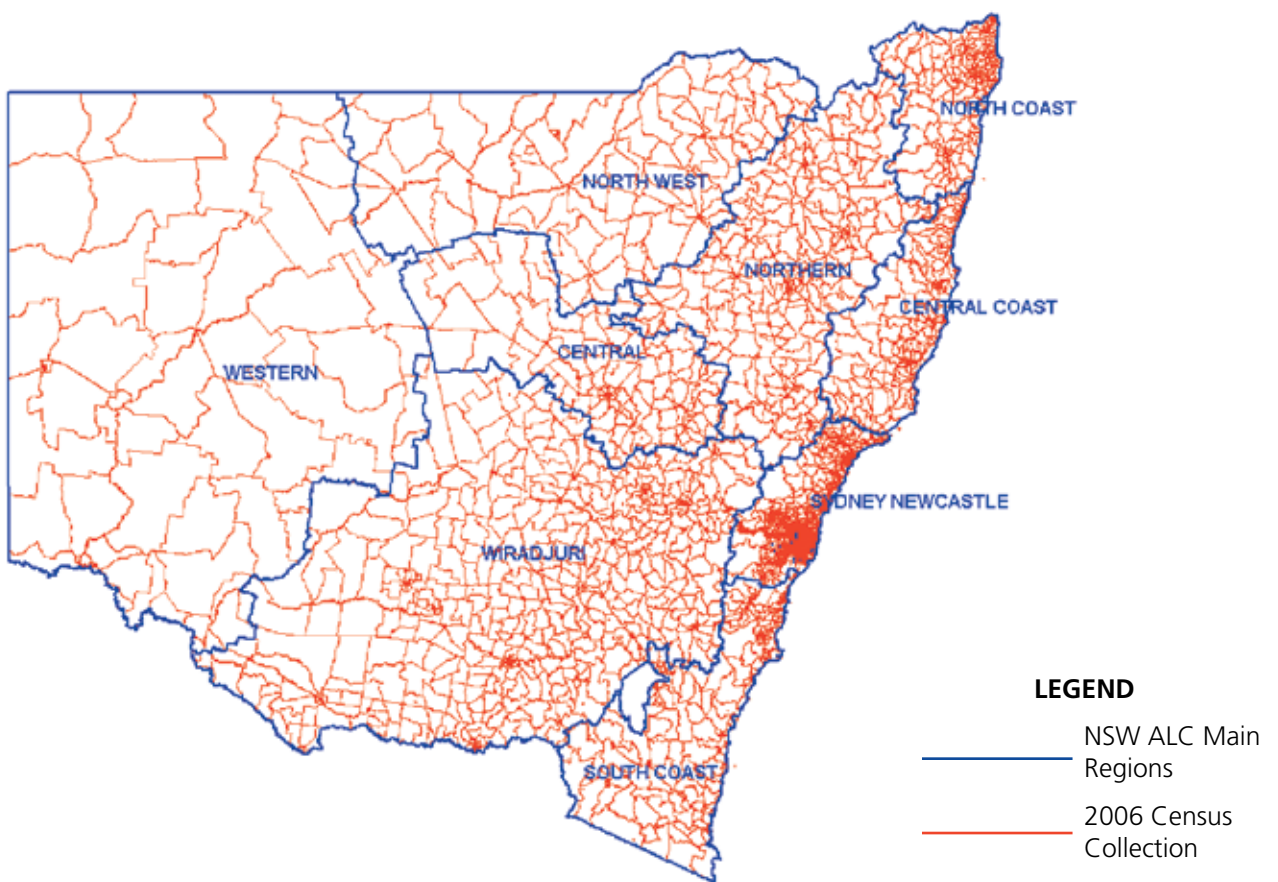 NORTH COAST
NORTH WEST
NORTHERN
CENTRAL COAST
CENTRAL
WESTERN
SYDNEY NEWCASTLE
WIRADJURI
SOUTH COAST
LEGEND
NSW ALC Main
Regions
2006 Census
Collection